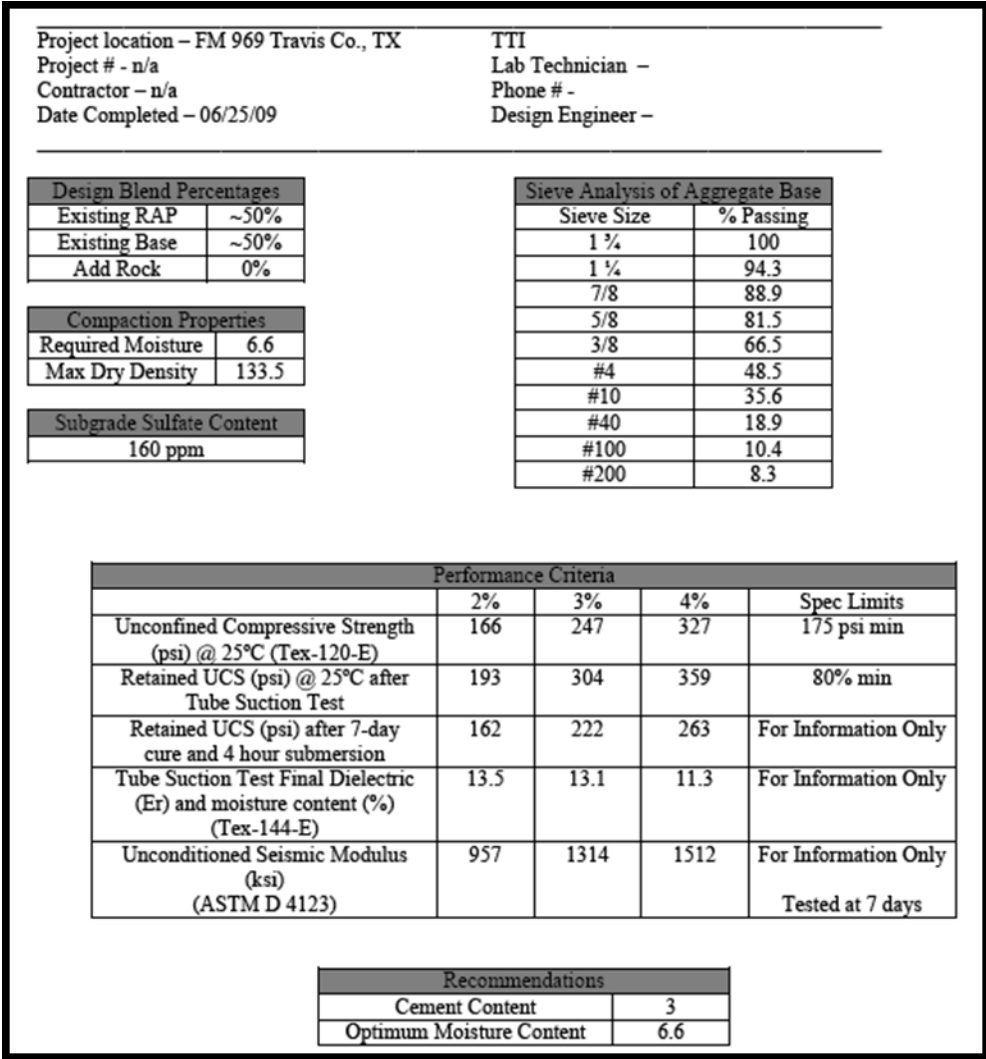 Project location – FM 969 Travis Co., TX TTI
Project # - n/a Lab Technician –
Contractor – n/a Phone # -
Date Completed – 06/25/09 Design Engineer –
Design Blend Percentages
Existing RAP ~50%
Existing Base ~50%
Add Rock 0%
Compaction Properties
Required Moisture 6.6
Max Dry Density 133.5
Subgrade Sulfate Content
160 ppm
Sieve Analysis of Aggregate Base
Sieve Size % Passing
1 ¾ 100
1 ¼ 94.3
7/8 88.9
5/8 81.5
3/8 66.5
#4 48.5
#10 35.6
#40 18.9
#100 10.4
#200 8.3
Performance Criteria
2% 3% 4% Spec Limits
Unconfined Compressive Strength 166 247 327 175 psi min
(psi) @ 25ºC (Tex-120-E)
Retained UCS (psi) @ 25ºC after 193 304 359 80% min
Tube Suction Test
Retained UCS (psi) after 7-day 162 222 263 For Information Only
cure and 4 hour submersion
Tube Suction Test Final Dielectric 13.5 13.1 11.3 For Information Only
(Er) and moisture content (%)
(Tex-144-E)
Unconditioned Seismic Modulus 957 1314 1512 For Information Only
(ksi)
(ASTM D 4123) Tested at 7 days
Recommendations
Cement Content 3
Optimum Moisture Content 6.6